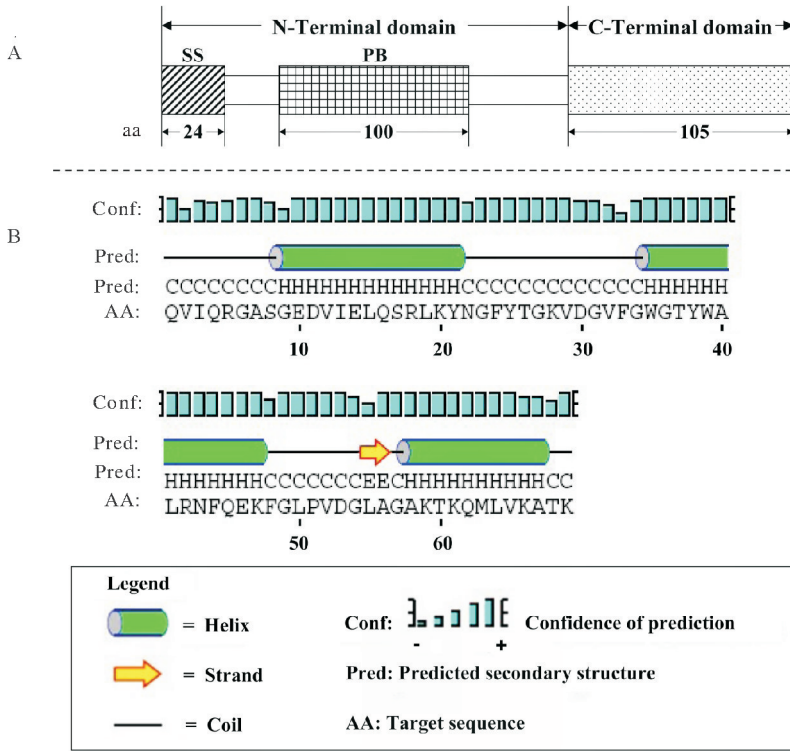 A
N-Terminal domain
C-Terminal domain
SS
PB
aa
24
100
105
B
Conf:
Pred:
Pred: CCCCCCCCHHHHHHHHHHHHHCCCCCCCCCCCCCHHHHHH
AA: QVIQRGASGEDVIELQSRLKYNGFYTGKVDGVFGWGTYWA
10 20 30 40
Conf:
Pred:
Pred: HHHHHHHCCCCCCCEECHHHHHHHHHHCC
AA: LRNFQEKFGLPVDGLAGAKTKQMLVKATK
50 60
Legend
= Helix
Conf: - + Confidence of prediction
= Strand
Pred: Predicted secondary structure
= Coil
AA: Target sequence